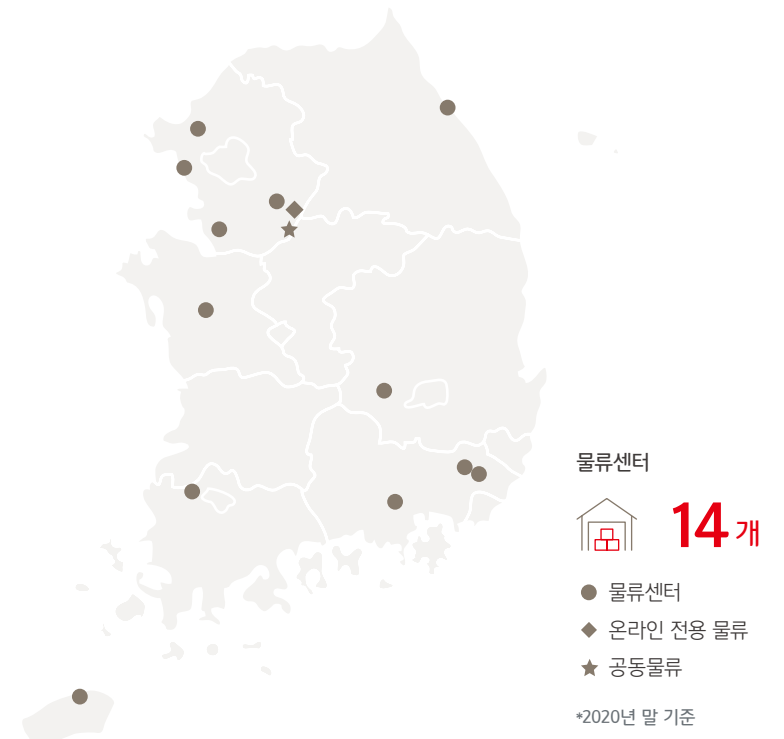 물류센터
14 개
물류센터
온라인 전용 물류
공동물류
*2020년 말 기준